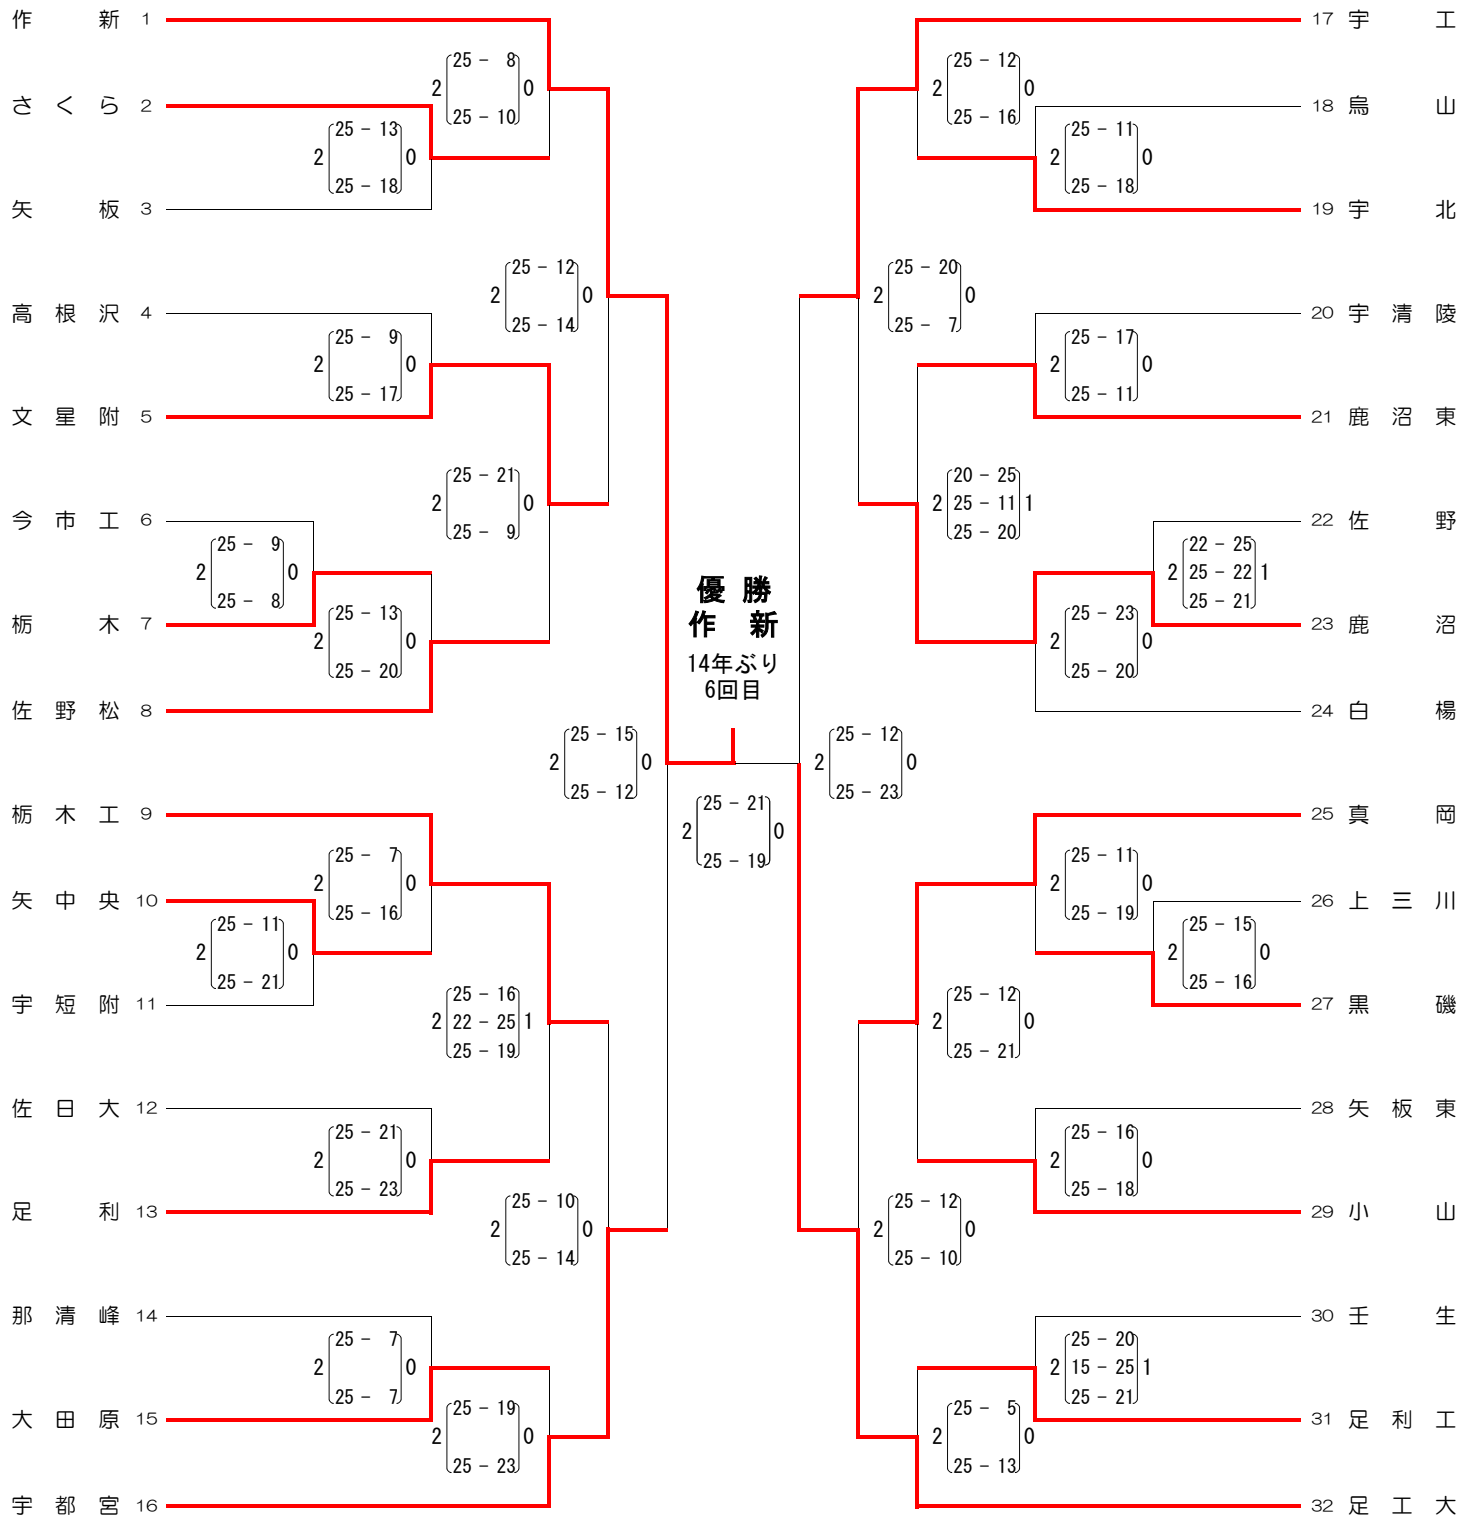 作新 1
さくら 2
矢板 3
高根沢 4
文星附 5
今市工 6
栃木 7
佐野松 8
栃木工 9
矢中央 10
宇短附 11
佐日大 12
足利 13
那清峰 14
大田原 15
宇都宮 16
25 - 8
2 0
25 - 10
25 - 13
2 0
25 - 18
25 - 12
2 0
25 - 14
25 - 9
2 0
25 - 17
25 - 21
2 0
25 - 9
25 - 9
2 0
25 - 8
25 - 13
2 0
25 - 20
25 - 15
2 0
25 - 12
25 - 7
2 0
25 - 16
25 - 11
2 0
25 - 21
25 - 16
2 22 - 25 1
25 - 19
25 - 21
2 0
25 - 23
25 - 10
2 0
25 - 14
25 - 7
2 0
25 - 7
25 - 19
2 0
25 - 23
優勝
作新
14年ぶり
6回目
25 - 21
2 0
25 - 19
17 宇工
18 烏山
19 宇北
20 宇清陵
21 鹿沼東
22 佐野
23 鹿沼
24 白楊
25 真岡
26 上三川
27 黒磯
28 矢板東
29 小山
30 壬生
31 足利工
32 足工大
25 - 12
2 0
25 - 16
25 - 11
2 0
25 - 18
25 - 20
2 0
25 - 7
25 - 17
2 0
25 - 11
20 - 25
2 25 - 11 1
25 - 20
22 - 25
2 25 - 22 1
25 - 21
25 - 23
2 0
25 - 20
25 - 12
2 0
25 - 23
25 - 11
2 0
25 - 19
25 - 15
2 0
25 - 16
25 - 12
2 0
25 - 21
25 - 16
2 0
25 - 18
25 - 12
2 0
25 - 10
25 - 20
2 15 - 25 1
25 - 21
25 - 5
2 0
25 - 13